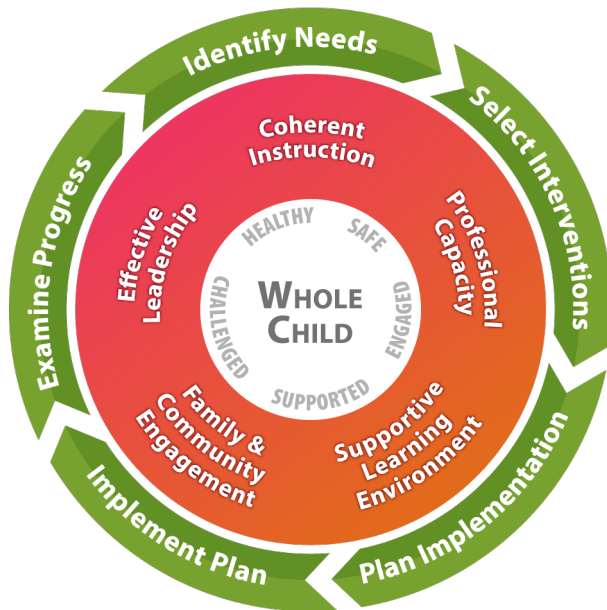 Identify Needs
Select Interventions
Plan Implementation
Implement Plan
Examine Progress
Coherent
Instruction
Professional
Capacity
Supportive
Learning
Environment
Family &
Community
Engagement
Effective
Leadership
HEALTHY
SAFE
ENGAGED
SUPPORTED
CHALLENGED
WHOLE
CHILD